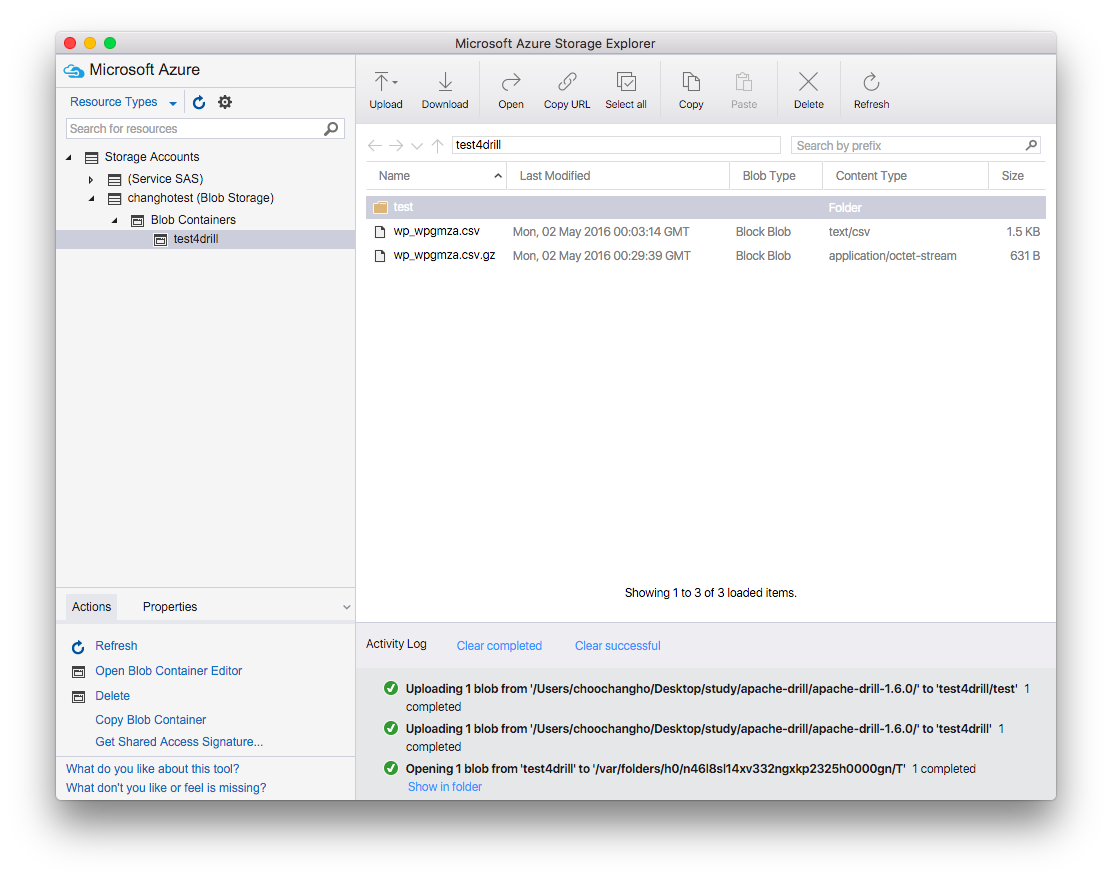 Microsoft Azure Storage Explorer
Microsoft Azure
Resource Types
Search for resources
Storage Accounts
(Service SAS)
changhotest (Blob Storage)
Blob Containers
test4drill
Actions Properties
Refresh
Open Blob Container Editor
Delete
Copy Blob Container
Get Shared Access Signature...
What do you like about this tool?
What don't you like or feel is missing?
Upload Download Open Copy URL Select all Copy Paste Delete Refresh
test4drill Search by prefix
Name Last Modified Blob Type Content Type Size
test Folder
wp_wpgmza.csv Mon, 02 May 2016 00:03:14 GMT Block Blob text/csv 1.5 KB
wp_wpgmza.csv.gz Mon, 02 May 2016 00:29:39 GMT Block Blob application/octet-stream 631 B
Showing 1 to 3 of 3 loaded items.
Activity Log Clear completed Clear successful
Uploading 1 blob from '/Users/choochangho/Desktop/study/apache-drill/apache-drill-1.6.0/' to 'test4drill/test' 1
completed
Uploading 1 blob from '/Users/choochangho/Desktop/study/apache-drill/apache-drill-1.6.0/' to 'test4drill' 1
completed
Opening 1 blob from 'test4drill' to '/var/folders/h0/n46l8sl14xv332ngxkp2325h0000gn/T' 1 completed
Show in folder